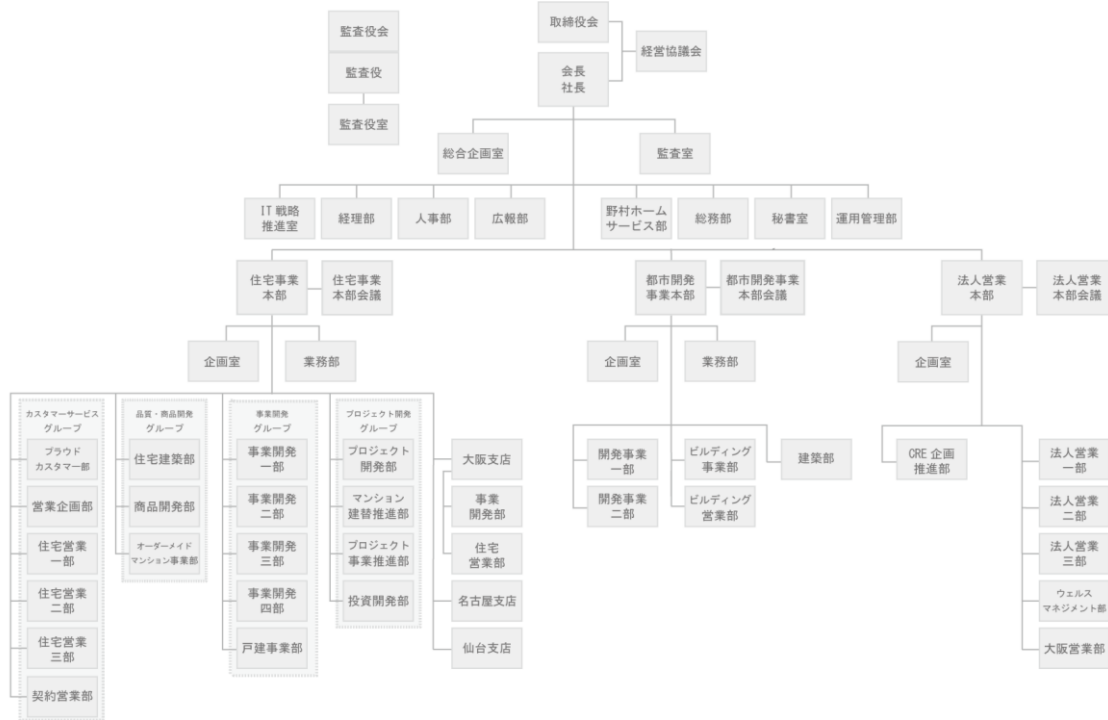 監査役会
監査役
監査役室
取締役会
経営協議会
会長
社長
総合企画室
監査室
IT 戦略
推進室
経理部
人事部
広報部
野村ホーム
サービス部
総務部
秘書室
運用管理部
住宅事業
本部
住宅事業
本部会議
都市開発
事業本部
都市開発事業
本部会議
法人営業
本部
法人営業
本部会議
企画室
業務部
企画室
業務部
企画室
カスタマーサービス
グループ
プラウド
カスタマー部
営業企画部
住宅営業
一部
住宅営業
二部
住宅営業
三部
契約営業部
品質・商品開発
グループ
住宅建築部
商品開発部
オーダーメイド
マンション事業部
事業開発
グループ
事業開発
一部
事業開発
二部
事業開発
三部
事業開発
四部
戸建事業部
プロジェクト開発
グループ
プロジェクト
開発部
マンション
建替推進部
プロジェクト
事業推進部
投資開発部
大阪支店
事業
開発部
住宅
営業部
名古屋支店
仙台支店
開発事業
一部
開発事業
二部
ビルディング
事業部
ビルディング
営業部
建築部
CRE 企画
推進部
法人営業
一部
法人営業
二部
法人営業
三部
ウェルス
マネジメント部
大阪営業部